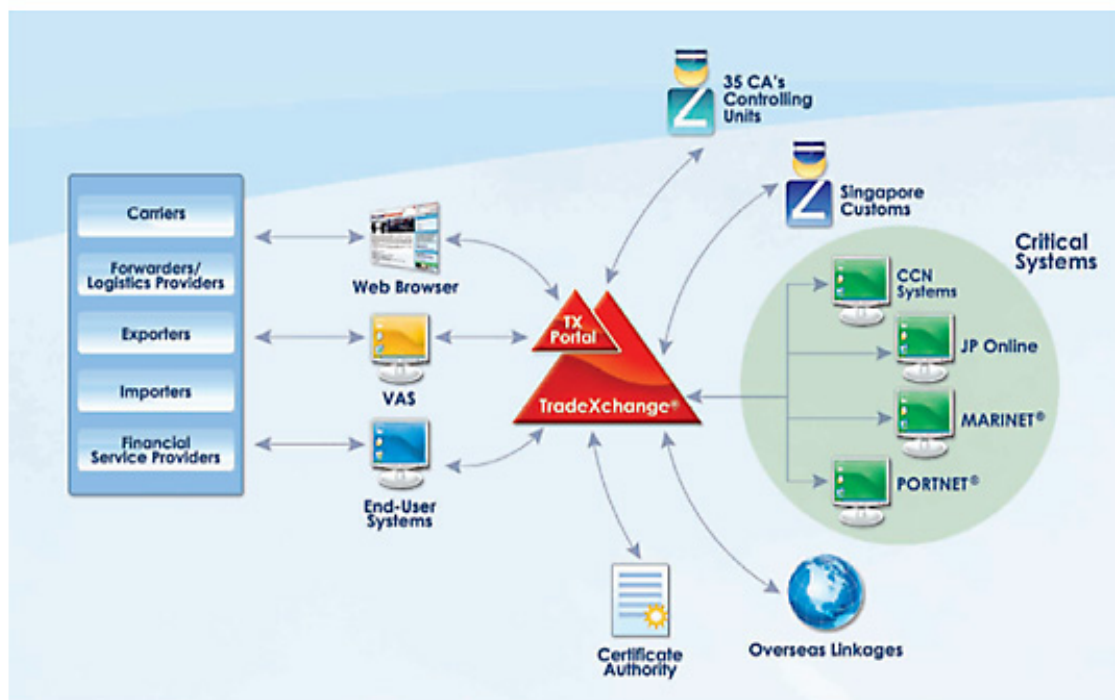 35 CA's
Controlling
Units
Singapore
Customs
Carriers
Forwarders/
Logistics Providers
Exporters
Importers
Financial
Service Providers
Web Browser
VAS
End-User
Systems
TX
Portal
TradeXchange®
Critical
Systems
CCN
Systems
JP Online
MARINET®
PORTNET®
Certificate
Authority
Overseas Linkages